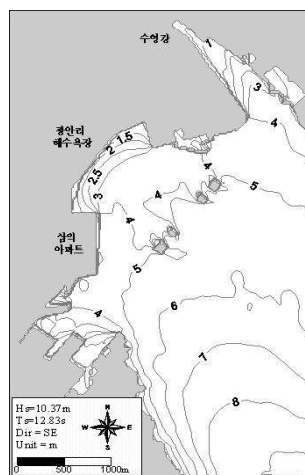 수영강
1
3
4
광안리
해수욕장
1.5
2
2.5
3
4
4
5
4
삼익
아파트
5
4
6
7
8
Hs=10.37m
Ts=12.83s
Dir = SE
Unit = m
N
W E
S
0 500 1000m